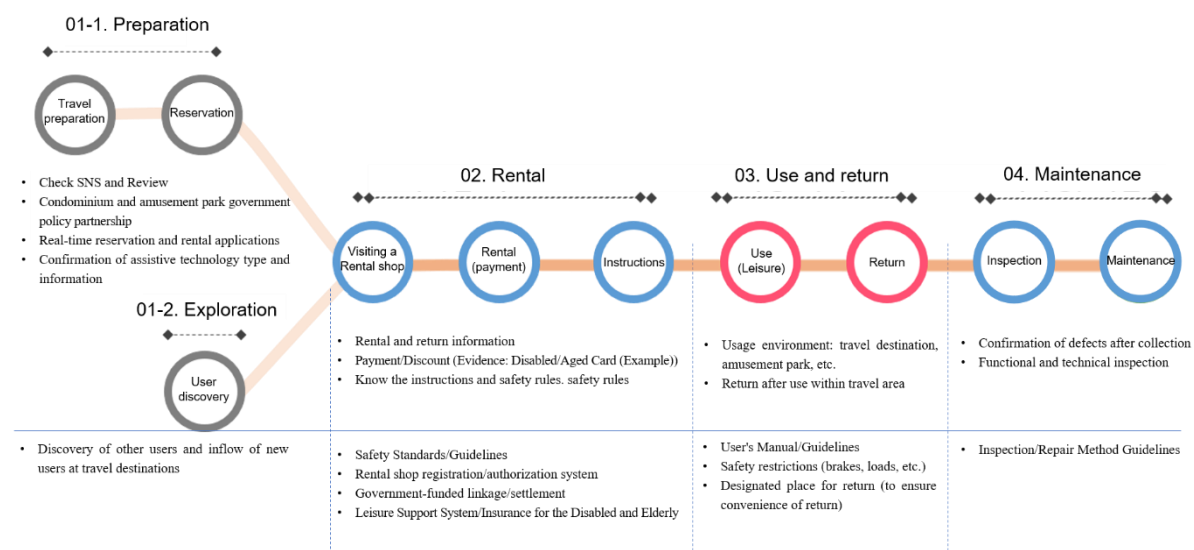 01-1. Preparation
Travel
preparation
Reservation
• Check SNS and Review
• Condominium and amusement park government
policy partnership
• Real-time reservation and rental applications
• Confirmation of assistive technology type and
information
01-2. Exploration
User
discovery
• Discovery of other users and inflow of new
users at travel destinations
02. Rental
Visiting a
Rental shop
Rental
(payment)
Instructions
• Rental and return information
• Payment/Discount (Evidence: Disabled/Aged Card (Example))
• Know the instructions and safety rules. safety rules
• Safety Standards/Guidelines
• Rental shop registration/authorization system
• Government-funded linkage/settlement
• Leisure Support System/Insurance for the Disabled and Elderly
03. Use and return
Use
(Leisure)
Return
• Usage environment: travel destination,
amusement park, etc.
• Return after use within travel area
• User's Manual/Guidelines
• Safety restrictions (brakes, loads, etc.)
• Designated place for return (to ensure
convenience of return)
04. Maintenance
Inspection
Maintenance
• Confirmation of defects after collection
• Functional and technical inspection
• Inspection/Repair Method Guidelines